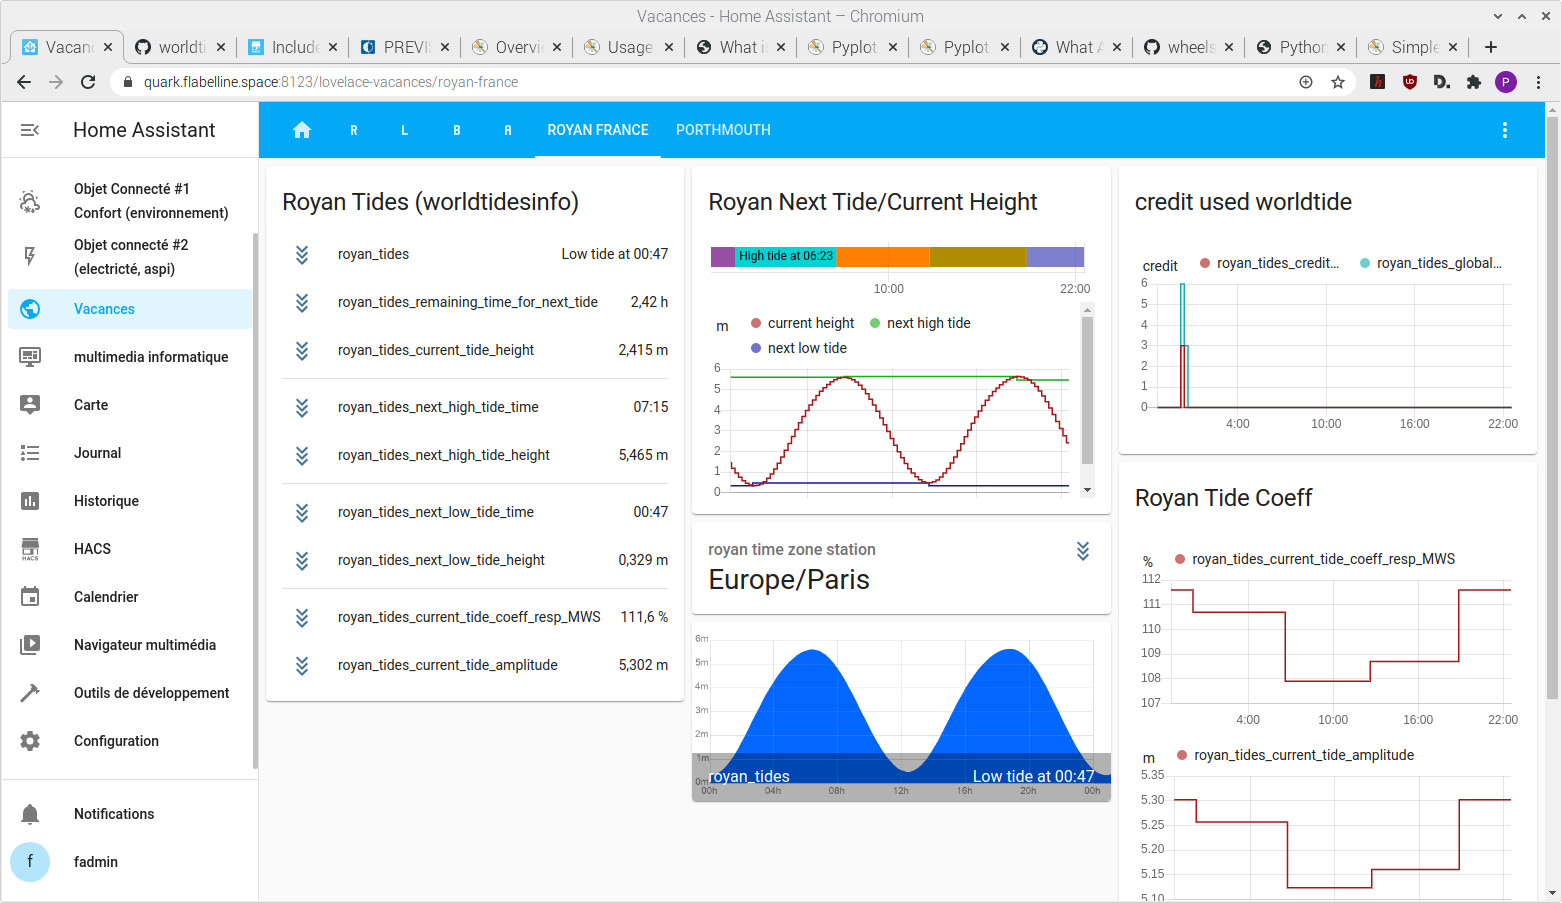 Vacances - Home Assistant – Chromium
Vacanc
worldti
Include
PREVI
Overvi
Usage
What is
Pyplot
Pyplot
What A
wheels
Python
Simple
quark.flabelline.space:8123/lovelace-vacances/royan-france
P
Home Assistant
R L B A ROYAN FRANCE PORTHMOUTH
Objet Connecté #1
Confort (environnement)
Objet connecté #2
(electricté, aspi)
Vacances
multimedia informatique
Carte
Journal
Historique
HACS
HACS
Calendrier
Navigateur multimédia
Outils de développement
Configuration
Notifications
f
fadmin
Royan Tides (worldtidesinfo)
royan_tides Low tide at 00:47
royan_tides_remaining_time_for_next_tide 2,42 h
royan_tides_current_tide_height 2,415 m
royan_tides_next_high_tide_time 07:15
royan_tides_next_high_tide_height 5,465 m
royan_tides_next_low_tide_time 00:47
royan_tides_next_low_tide_height 0,329 m
royan_tides_current_tide_coeff_resp_MWS 111,6 %
royan_tides_current_tide_amplitude 5,302 m
Royan Next Tide/Current Height
High tide at 06:23
10:00 22:00
m
current height next high tide
next low tide
6
5
4
3
2
1
0
royan time zone station
Europe/Paris
6m
5m
4m
3m
2m
1m
0m
royan_tides Low tide at 00:47
00h 04h 08h 12h 16h 20h 00h
credit used worldtide
credit royan_tides_credit... royan_tides_global...
6
5
4
3
2
1
0
4:00 10:00 16:00 22:00
Royan Tide Coeff
% royan_tides_current_tide_coeff_resp_MWS
112
111
110
109
108
107
4:00 10:00 16:00 22:00
m royan_tides_current_tide_amplitude
5.35
5.30
5.25
5.20
5.15
5.10